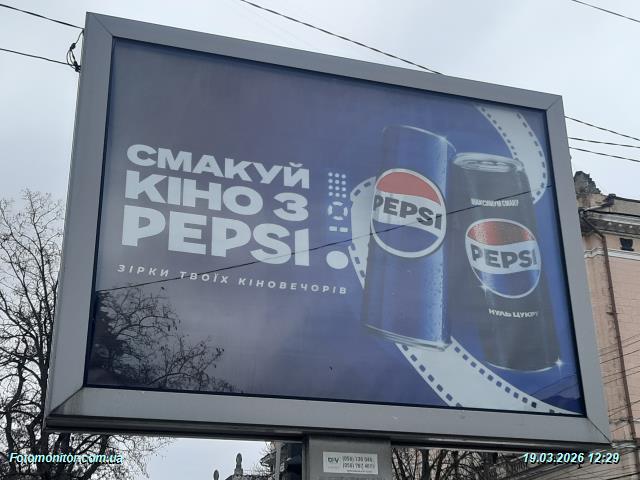 СМАКУЙ
КІНО З
PEPSI
ЗІРКИ ТВОЇХ КІНОВЕЧОРІВ
PEPSI
МАКСИМУМ СМАКУ
PEPSI
НУЛЬ ЦУКРУ
Fotomonitor.com.ua
19.03.2026 12:29